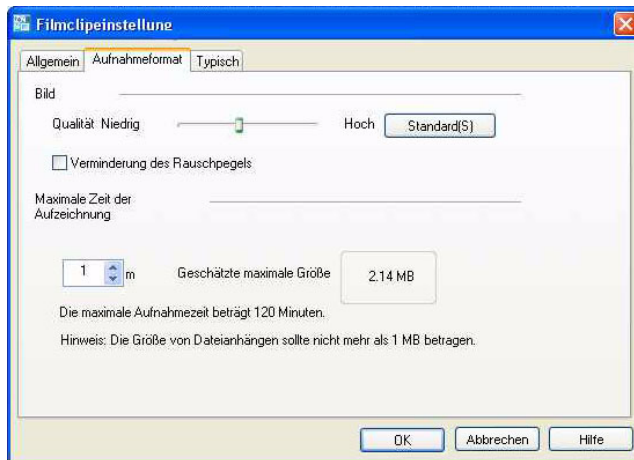 Filmclipeinstellung
Allgemein Aufnahmeformat Typisch
Bild
Qualität Niedrig Hoch Standard(S)
Verminderung des Rauschpegels
Maximale Zeit der
Aufzeichnung
1 m Geschätzte maximale Größe 2.14 MB
Die maximale Aufnahmezeit beträgt 120 Minuten.
Hinweis: Die Größe von Dateianhängen sollte nicht mehr als 1 MB betragen.
OK Abbrechen Hilfe